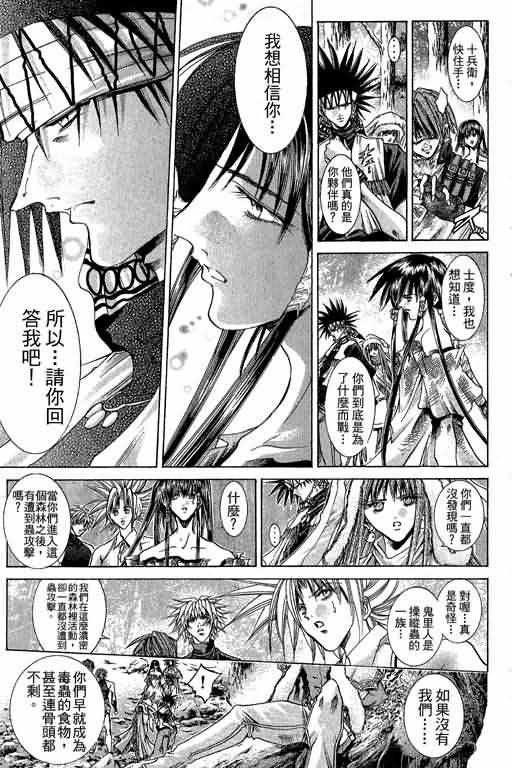 十兵衛，
快住手。
…
他們真的是
你夥伴嗎？
士度，我也
想知道…
你們到底是為
了什麼而戰…
我想相信你…
所以…請你回
答我吧！
你們一直都
沒發現嗎？
什麼？
當你們進入這
個森林之後，
有遭到蟲攻擊
嗎？
對喔…真
是奇怪…
鬼里人是
操縱蟲的
一族…
如果沒有
我們……
！
我們在這麼濃密
的森林裡活動，
卻一直都沒遭到
蟲攻擊。
你們早就成為
毒蟲的食物，
甚至連骨頭都
不剩。